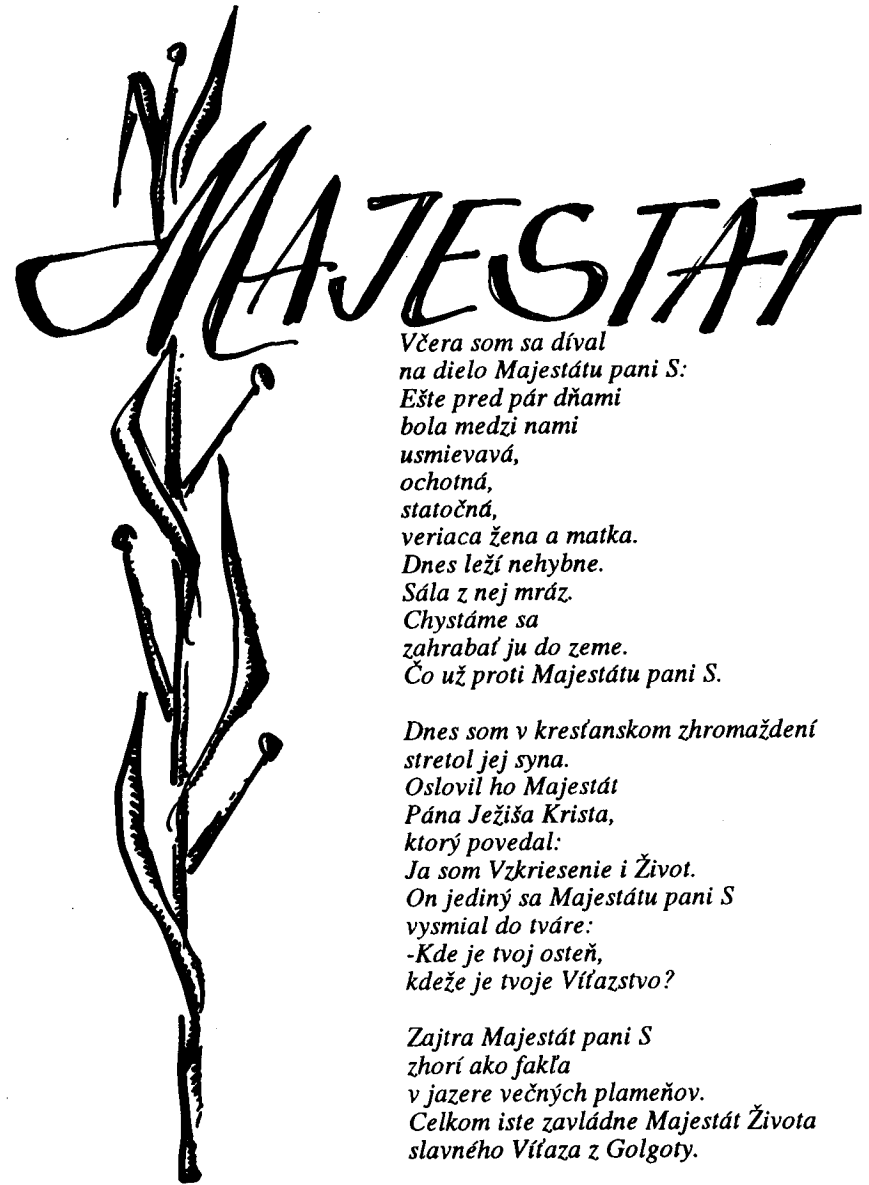 MAJESTÁT
Včera som sa díval
na dielo Majestátu pani S:
Ešte pred pár dňami
bola medzi nami
usmievavá,
ochotná,
statočná,
veriaca žena a matka.
Dnes leží nehybne.
Sála z nej mráz.
Chystáme sa
zahrabať ju do zeme.
Čo už proti Majestátu pani S.

Dnes som v kresťanskom zhromaždení
stretol jej syna.
Oslovil ho Majestát
Pána Ježiša Krista,
ktorý povedal:
Ja som Vzkriesenie i Život.
On jediný sa Majestátu pani S
vysmial do tváre:
-Kde je tvoj osteň,
kdeže je tvoje Víťazstvo?

Zajtra Majestát pani S
zhorí ako fakľa
v jazere večných plameňov.
Celkom iste zavládne Majestát Života
slavného Víťaza z Golgoty.